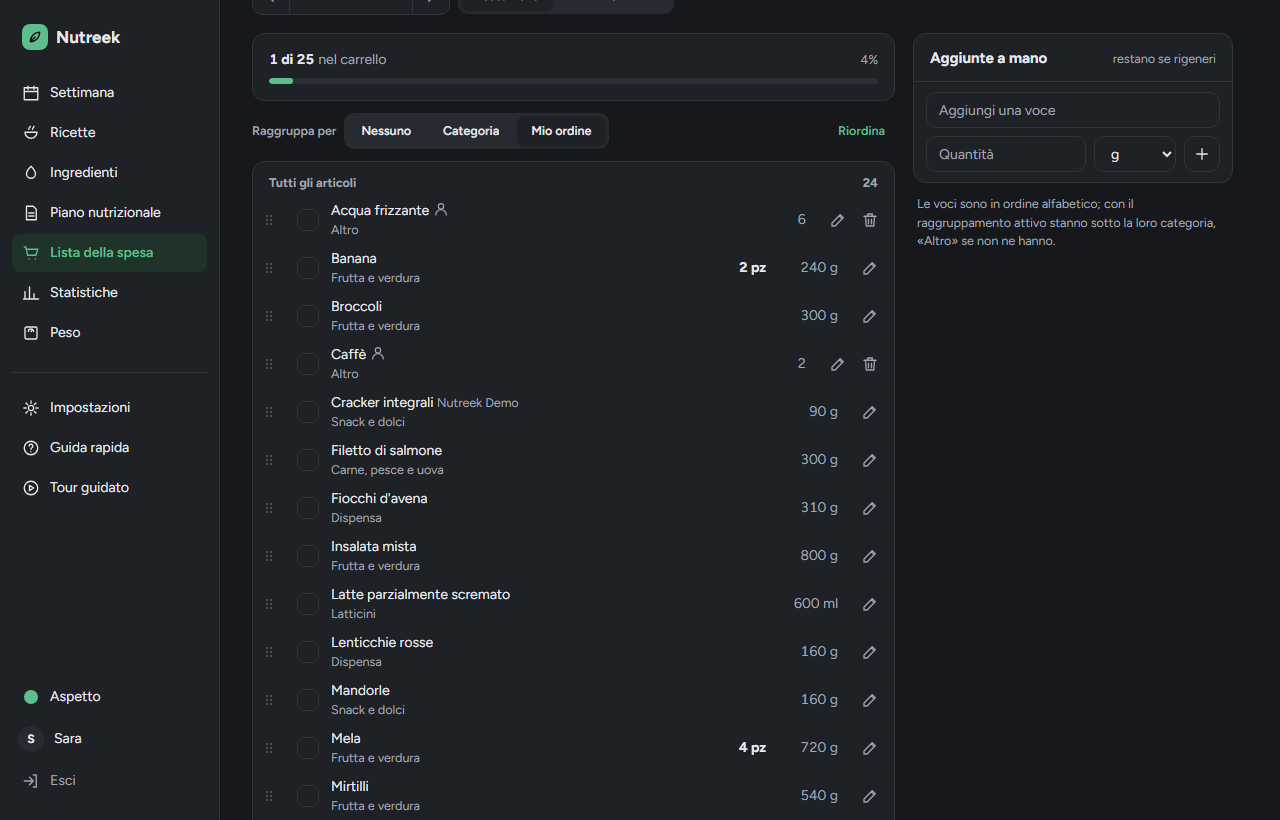 Nutreek
Settimana
Ricette
Ingredienti
Piano nutrizionale
Lista della spesa
Statistiche
Peso
Impostazioni
Guida rapida
Tour guidato
Aspetto
S Sara
Esci
1 di 25 nel carrello 4%
Raggruppa per Nessuno Categoria Mio ordine Riordina
Tutti gli articoli 24
Acqua frizzante 6
Altro
Banana 2 pz 240 g
Frutta e verdura
Broccoli 300 g
Frutta e verdura
Caffè 2
Altro
Cracker integrali Nutreek Demo 90 g
Snack e dolci
Filetto di salmone 300 g
Carne, pesce e uova
Fiocchi d'avena 310 g
Dispensa
Insalata mista 800 g
Frutta e verdura
Latte parzialmente scremato 600 ml
Latticini
Lenticchie rosse 160 g
Dispensa
Mandorle 160 g
Snack e dolci
Mela 4 pz 720 g
Frutta e verdura
Mirtilli 540 g
Frutta e verdura
Aggiunte a mano restano se rigeneri
Aggiungi una voce
Quantità g
Le voci sono in ordine alfabetico; con il
raggruppamento attivo stanno sotto la loro categoria,
«Altro» se non ne hanno.